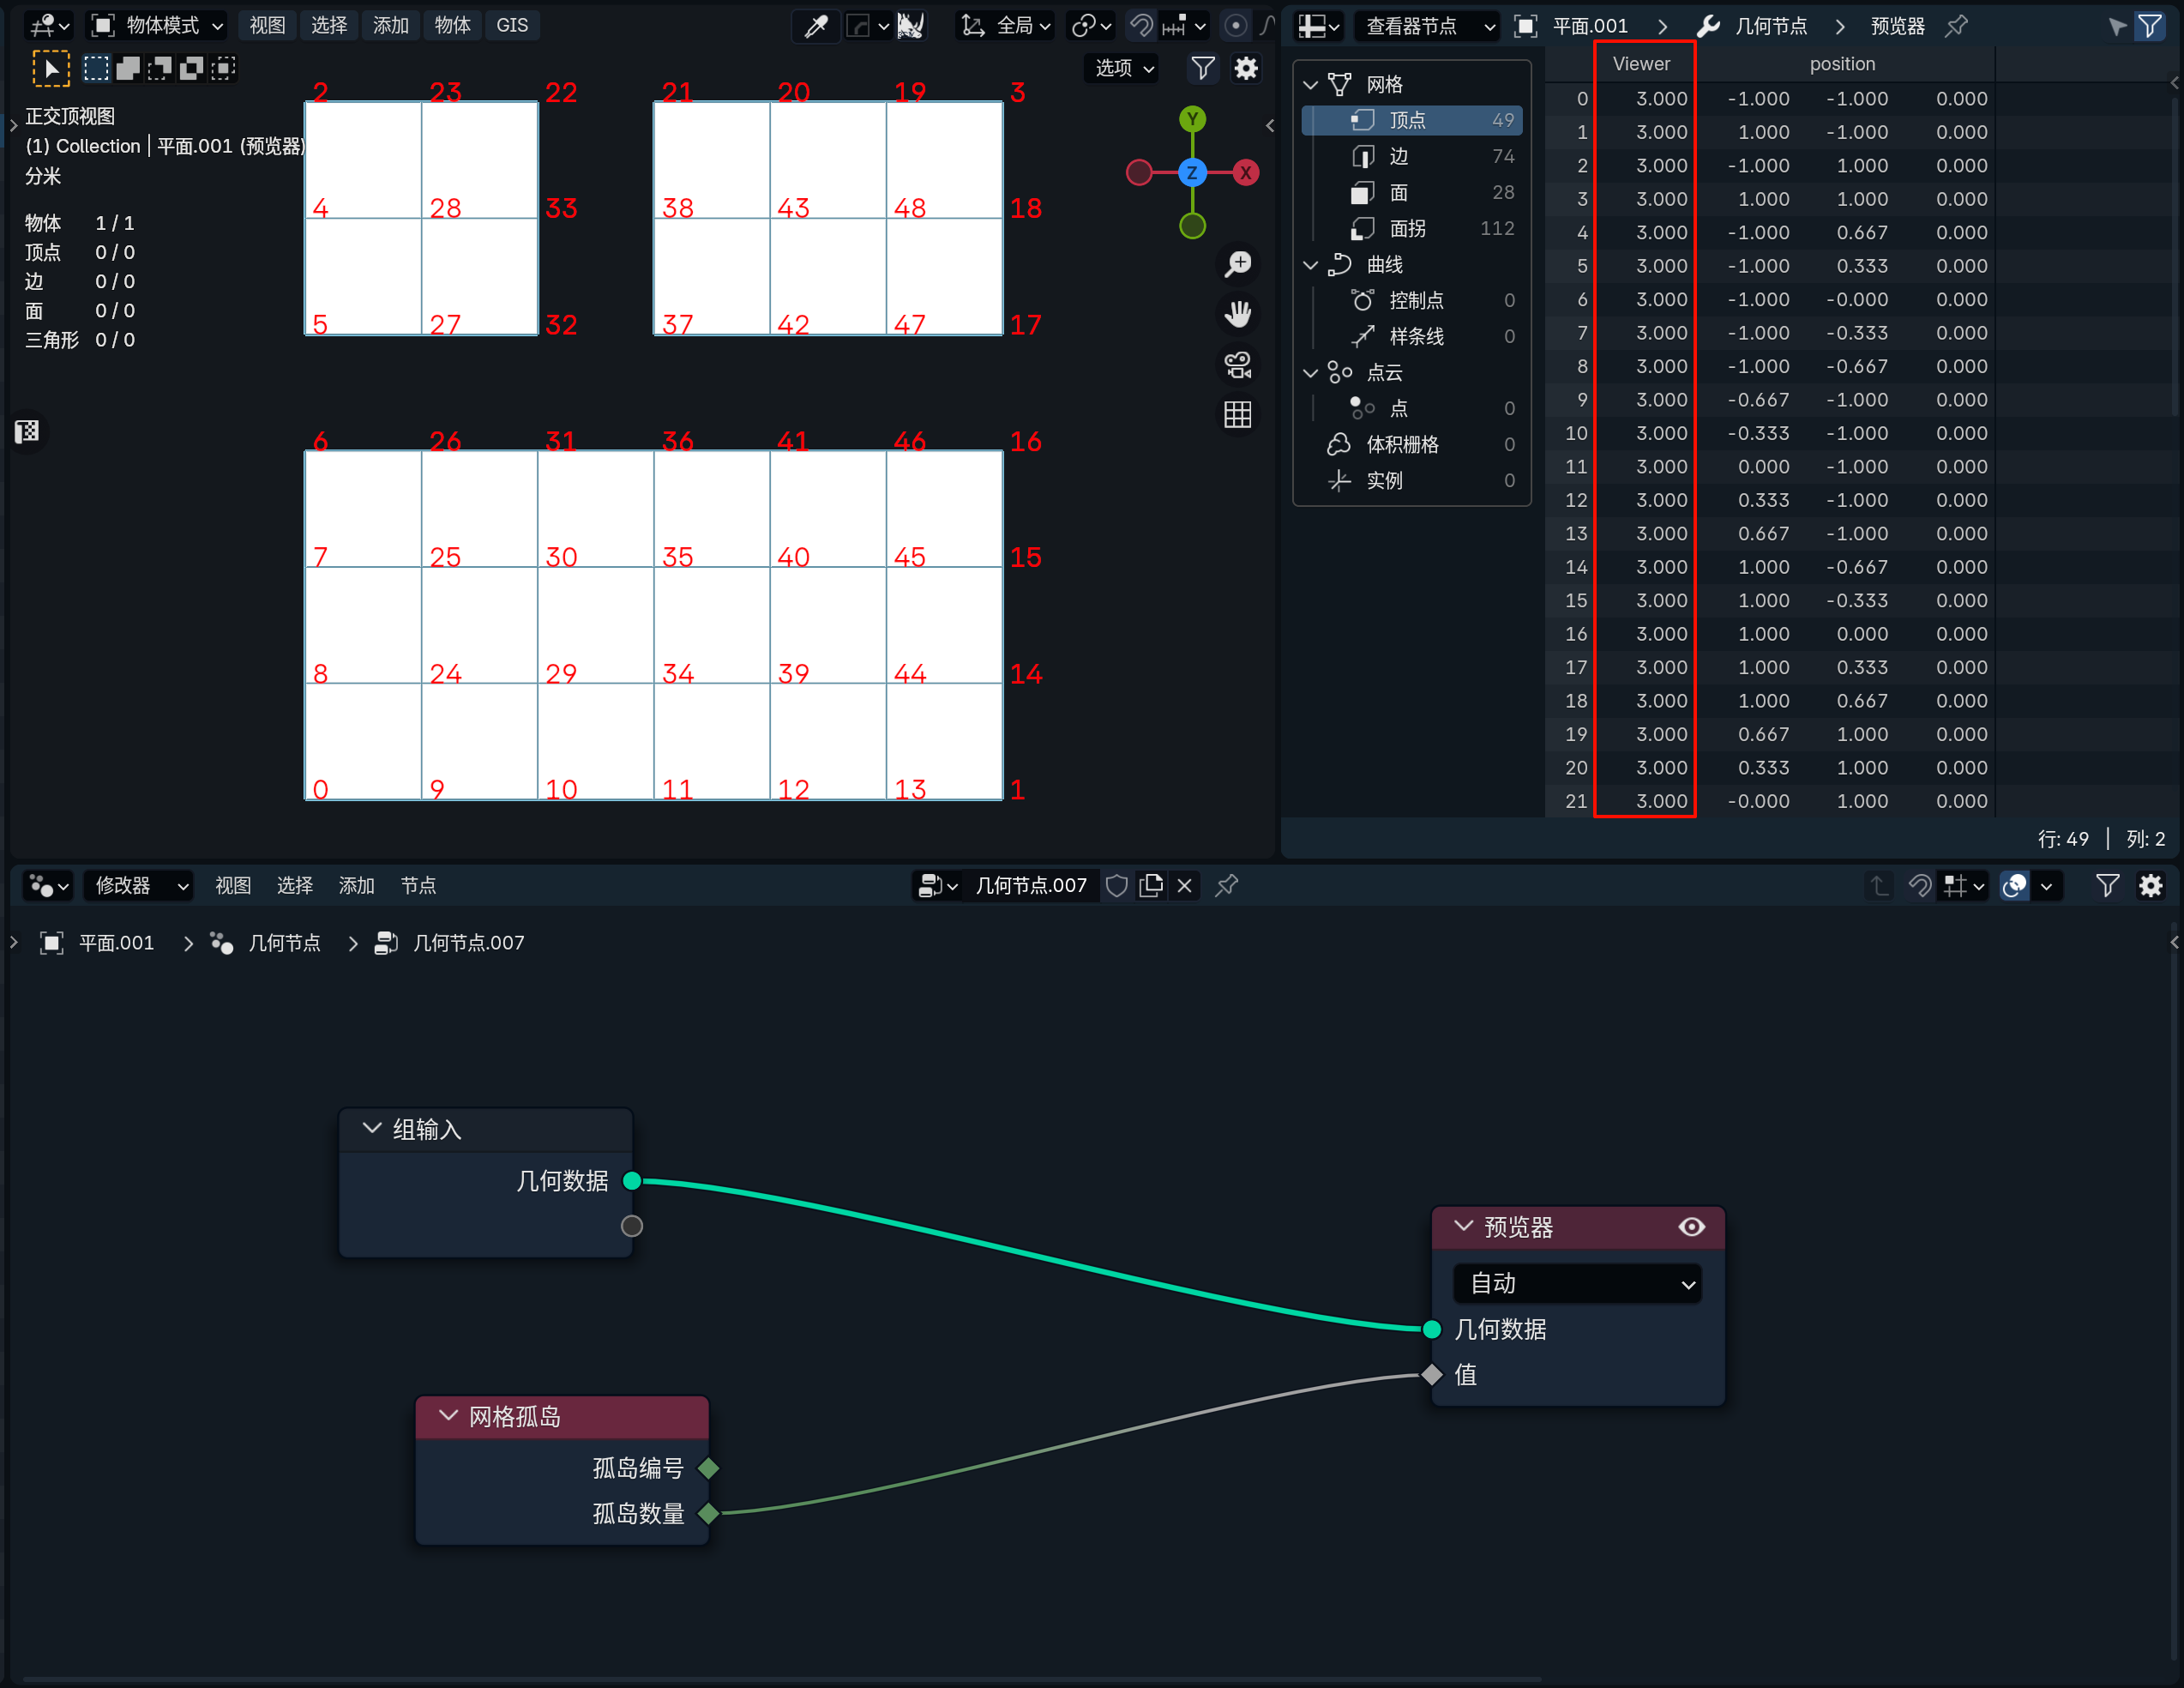 物体模式 视图 选择 添加 物体 GIS 全局
选项
正交顶视图
(1) Collection | 平面.001 (预览器)
分米
物体 1 / 1
顶点 0 / 0
边 0 / 0
面 0 / 0
三角形 0 / 0
2 23 22 21 20 19 3
4 28 33 38 43 48 18
5 27 32 37 42 47 17
6 26 31 36 41 46 16
7 25 30 35 40 45 15
8 24 29 34 39 44 14
0 9 10 11 12 13 1
Y
Z
X
查看器节点 平面.001 > 几何节点 > 预览器
网格
顶点 49
边 74
面 28
面拐 112
曲线
控制点 0
样条线 0
点云
点 0
体积栅格 0
实例 0
Viewer position
0 3.000 -1.000 -1.000 0.000
1 3.000 1.000 -1.000 0.000
2 3.000 -1.000 1.000 0.000
3 3.000 1.000 1.000 0.000
4 3.000 -1.000 0.667 0.000
5 3.000 -1.000 0.333 0.000
6 3.000 -1.000 -0.000 0.000
7 3.000 -1.000 -0.333 0.000
8 3.000 -1.000 -0.667 0.000
9 3.000 -0.667 -1.000 0.000
10 3.000 -0.333 -1.000 0.000
11 3.000 0.000 -1.000 0.000
12 3.000 0.333 -1.000 0.000
13 3.000 0.667 -1.000 0.000
14 3.000 1.000 -0.667 0.000
15 3.000 1.000 -0.333 0.000
16 3.000 1.000 0.000 0.000
17 3.000 1.000 0.333 0.000
18 3.000 1.000 0.667 0.000
19 3.000 0.667 1.000 0.000
20 3.000 0.333 1.000 0.000
21 3.000 -0.000 1.000 0.000
行: 49 | 列: 2
修改器 视图 选择 添加 节点 几何节点.007
平面.001 > 几何节点 > 几何节点.007
组输入
几何数据
网格孤岛
孤岛编号
孤岛数量
预览器
自动
几何数据
值